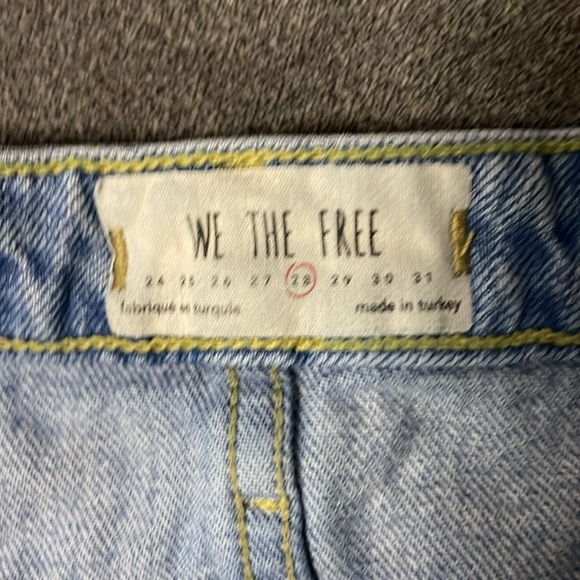 WE THE FREE
24 25 26 27 28 29 30 31
fabriqué en turquie made in turkey